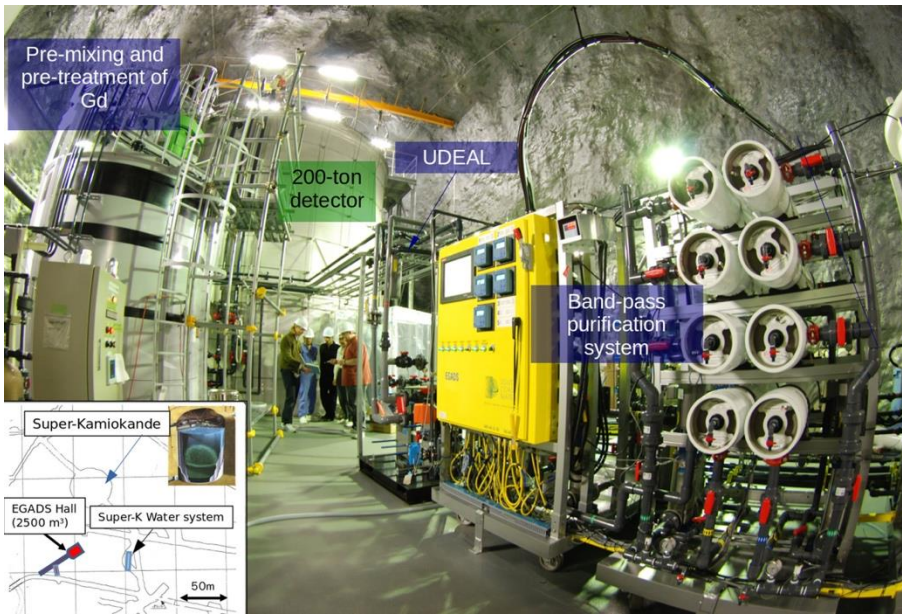 Pre-mixing and
pre-treatment of
Gd
200-ton
detector
UDEAL
Band-pass
purification
system
EGADS
Super-Kamiokande
EGADS Hall
(2500 m³)
Super-K Water system
50m